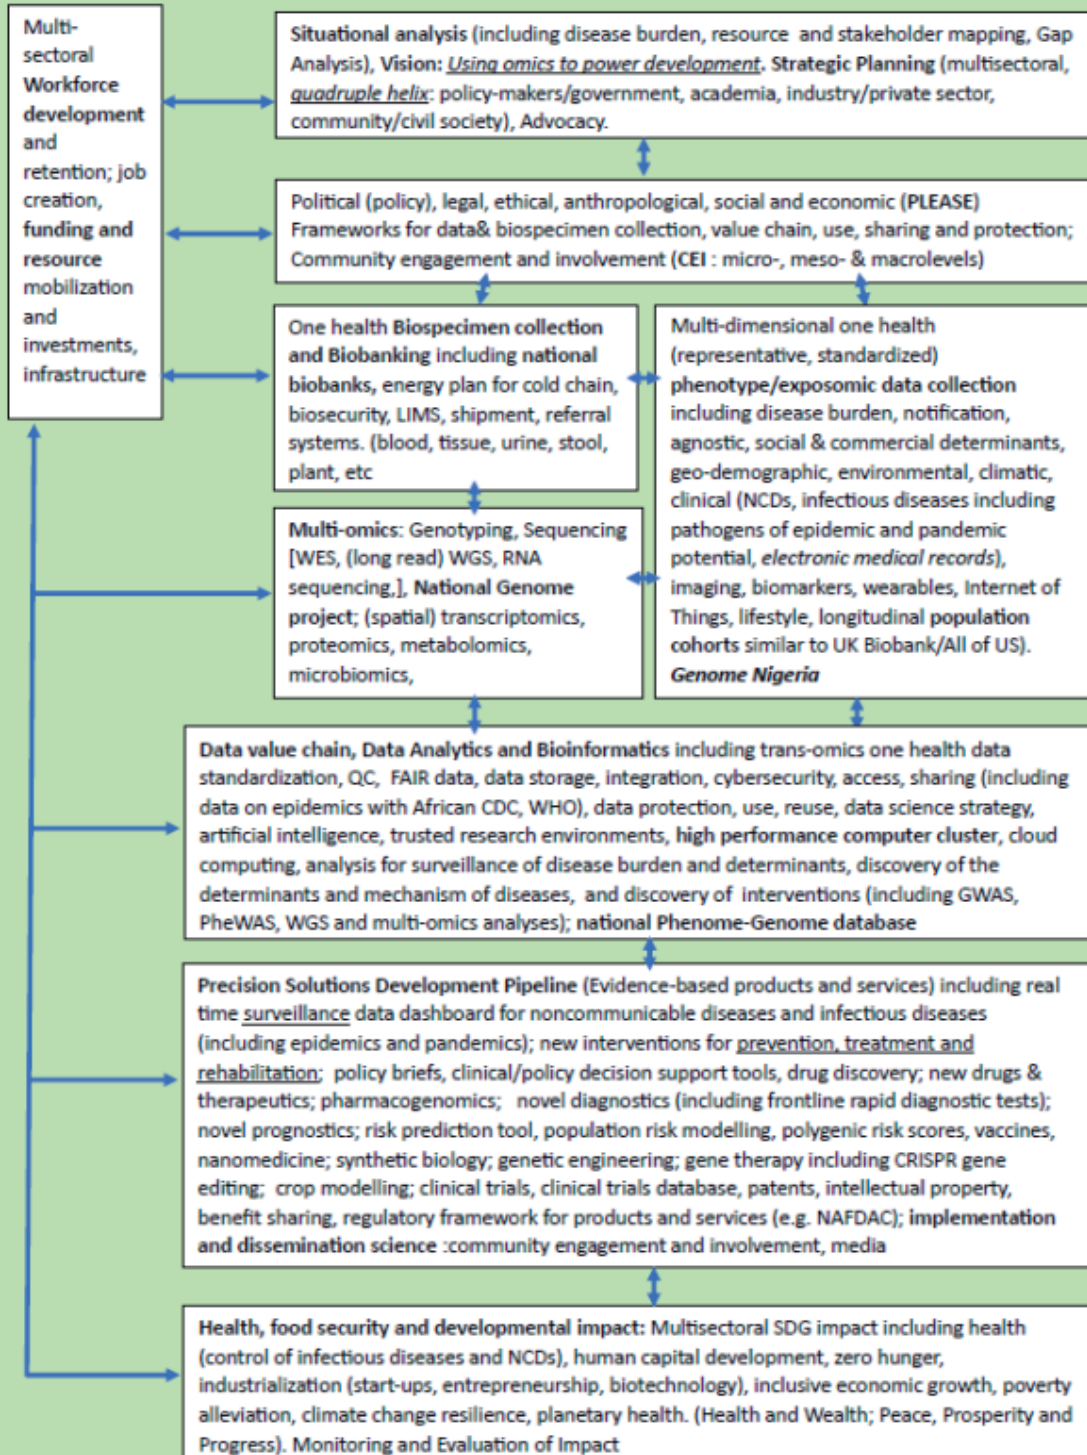 Multi-
sectoral
Workforce
development
and
retention; job
creation,
funding and
resource
mobilization
and
investments,
infrastructure
Situational analysis (including disease burden, resource and stakeholder mapping, Gap
Analysis), Vision: Using omics to power development. Strategic Planning (multisectoral,
quadruple helix: policy-makers/government, academia, industry/private sector,
community/civil society), Advocacy.
Political (policy), legal, ethical, anthropological, social and economic (PLEASE)
Frameworks for data& biospecimen collection, value chain, use, sharing and protection;
Community engagement and involvement (CEI : micro-, meso- & macrolevels)
One health Biospecimen collection
and Biobanking including national
biobanks, energy plan for cold chain,
biosecurity, LIMS, shipment, referral
systems. (blood, tissue, urine, stool,
plant, etc
Multi-dimensional one health
(representative, standardized)
phenotype/exposomic data collection
including disease burden, notification,
agnostic, social & commercial determinants,
geo-demographic, environmental, climatic,
clinical (NCDs, infectious diseases including
pathogens of epidemic and pandemic
potential, electronic medical records),
imaging, biomarkers, wearables, Internet of
Things, lifestyle, longitudinal population
cohorts similar to UK Biobank/All of US).
Genome Nigeria
Multi-omics: Genotyping, Sequencing
[WES, (long read) WGS, RNA
sequencing,], National Genome
project; (spatial) transcriptomics,
proteomics, metabolomics,
microbiomics,
Data value chain, Data Analytics and Bioinformatics including trans-omics one health data
standardization, QC, FAIR data, data storage, integration, cybersecurity, access, sharing (including
data on epidemics with African CDC, WHO), data protection, use, reuse, data science strategy,
artificial intelligence, trusted research environments, high performance computer cluster, cloud
computing, analysis for surveillance of disease burden and determinants, discovery of the
determinants and mechanism of diseases, and discovery of interventions (including GWAS,
PheWAS, WGS and multi-omics analyses); national Phenome-Genome database
Precision Solutions Development Pipeline (Evidence-based products and services) including real
time surveillance data dashboard for noncommunicable diseases and infectious diseases
(including epidemics and pandemics); new interventions for prevention, treatment and
rehabilitation; policy briefs, clinical/policy decision support tools, drug discovery; new drugs &
therapeutics; pharmacogenomics; novel diagnostics (including frontline rapid diagnostic tests);
novel prognostics; risk prediction tool, population risk modelling, polygenic risk scores, vaccines,
nanomedicine; synthetic biology; genetic engineering; gene therapy including CRISPR gene
editing; crop modelling; clinical trials, clinical trials database, patents, intellectual property,
benefit sharing, regulatory framework for products and services (e.g. NAFDAC); implementation
and dissemination science :community engagement and involvement, media
Health, food security and developmental impact: Multisectoral SDG impact including health
(control of infectious diseases and NCDs), human capital development, zero hunger,
industrialization (start-ups, entrepreneurship, biotechnology), inclusive economic growth, poverty
alleviation, climate change resilience, planetary health. (Health and Wealth; Peace, Prosperity and
Progress). Monitoring and Evaluation of Impact